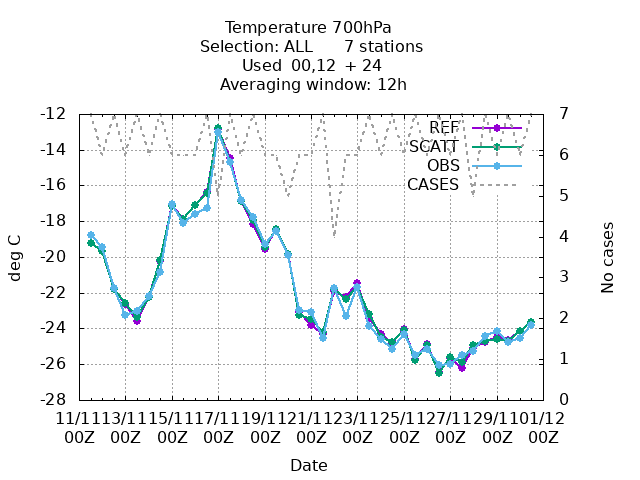 Temperature 700hPa
Selection: ALL 7 stations
Used 00,12 + 24
Averaging window: 12h
deg C
-12
-14
-16
-18
-20
-22
-24
-26
-28
REF
SCATT
OBS
CASES
7
6
5
4
3
2
1
0
No cases
11/11 13/11 15/11 17/11 19/11 21/11 23/11 25/11 27/11 29/11 01/12
00Z 00Z 00Z 00Z 00Z 00Z 00Z 00Z 00Z 00Z 00Z
Date